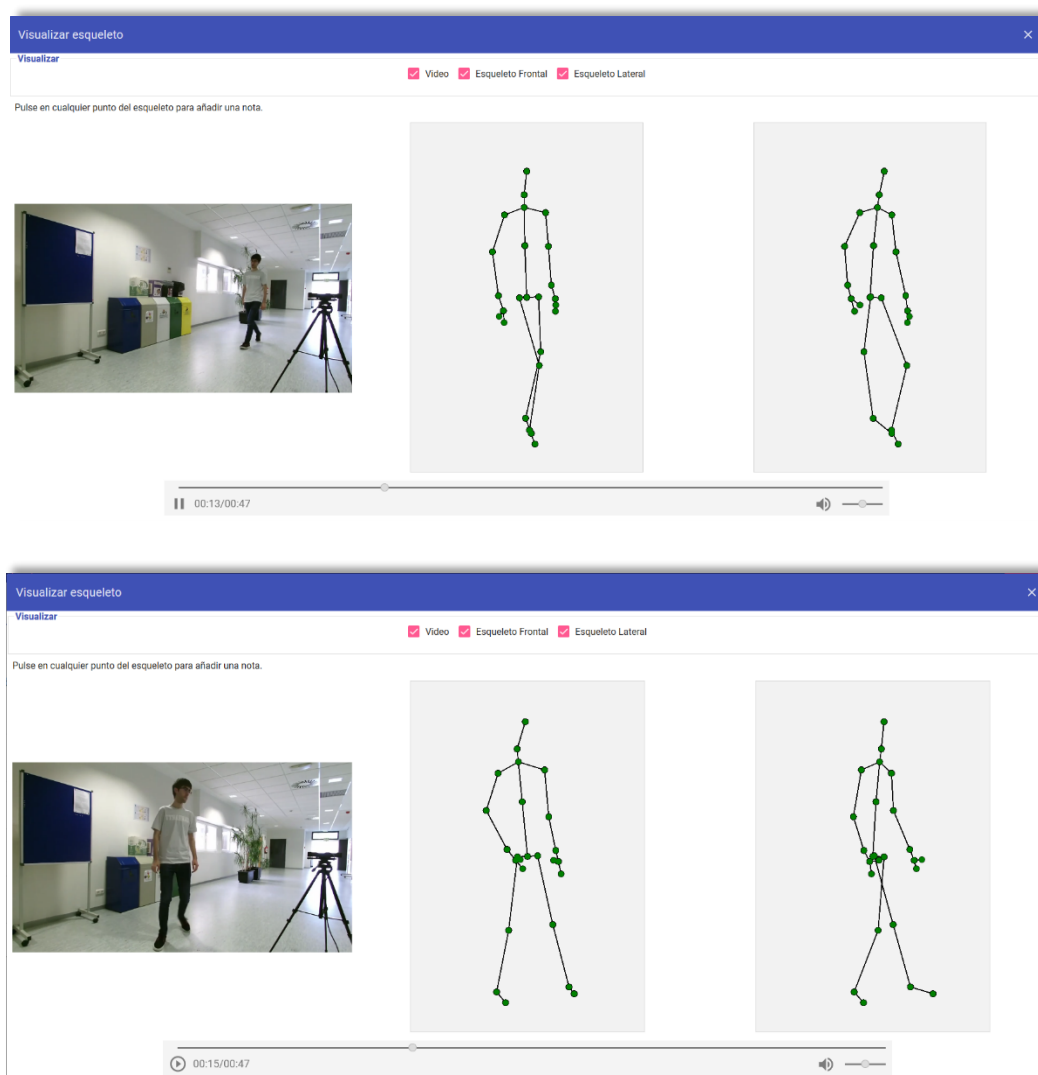 Visualizar esqueleto
Visualizar
Video Esqueleto Frontal Esqueleto Lateral
Pulse en cualquier punto del esqueleto para añadir una nota.
00:13/00:47
Visualizar esqueleto
Visualizar
Video Esqueleto Frontal Esqueleto Lateral
Pulse en cualquier punto del esqueleto para añadir una nota.
00:15/00:47